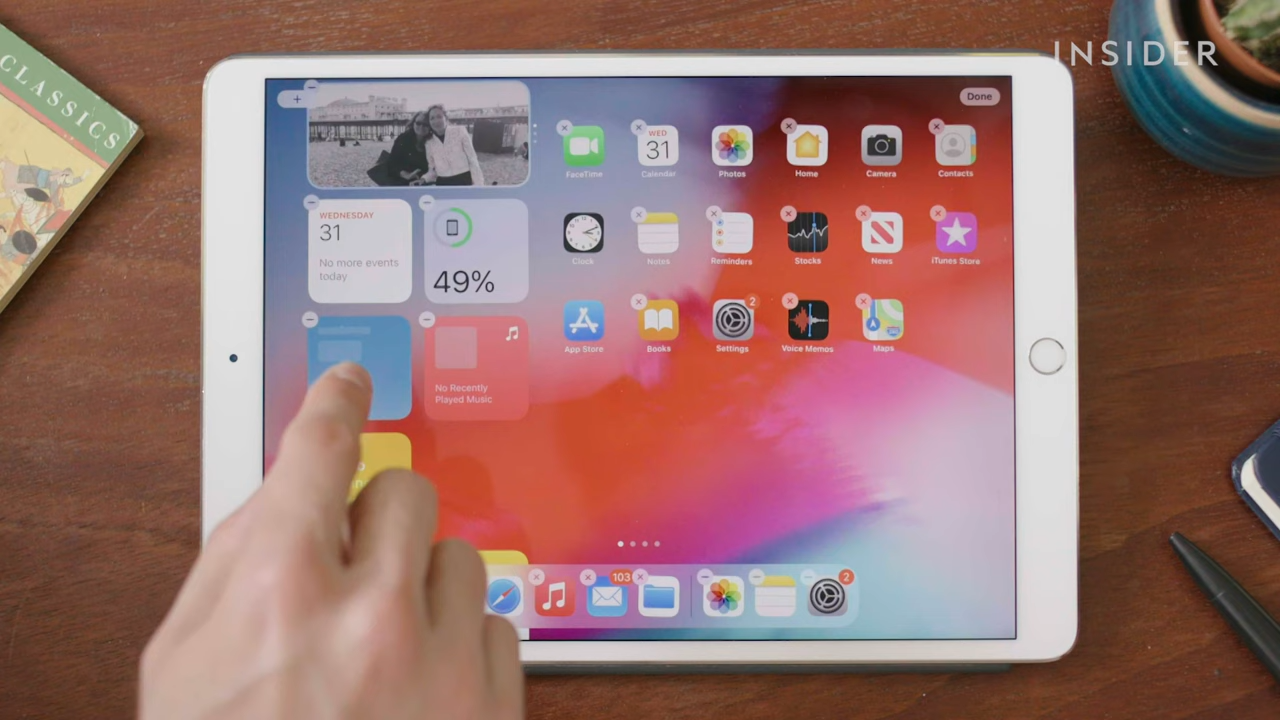 CLASSICS
INSIDER
Done
WEDNESDAY
31
No more events
today
49%
No Recently
Played Music
WED
31
FaceTime
Calendar
Photos
Home
Camera
Contacts
Clock
Notes
Reminders
Stocks
News
iTunes Store
2
App Store
Books
Settings
Voice Memos
Maps
103
2